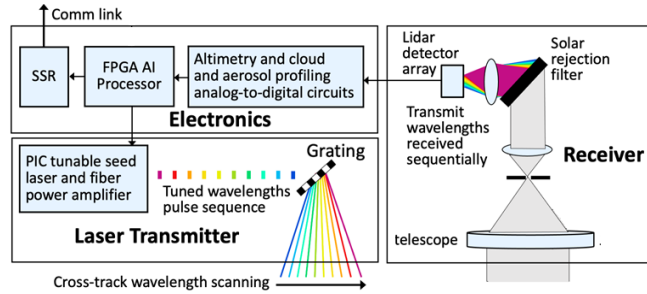 Comm link
SSR
FPGA AI
Processor
Altimetry and cloud
and aerosol profiling
analog-to-digital circuits
Electronics
PIC tunable seed
laser and fiber
power amplifier
Tuned wavelengths
pulse sequence
Grating
Laser Transmitter
Cross-track wavelength scanning
Lidar
detector
array
Solar
rejection
filter
Transmit
wavelengths
received
sequentially
Receiver
telescope